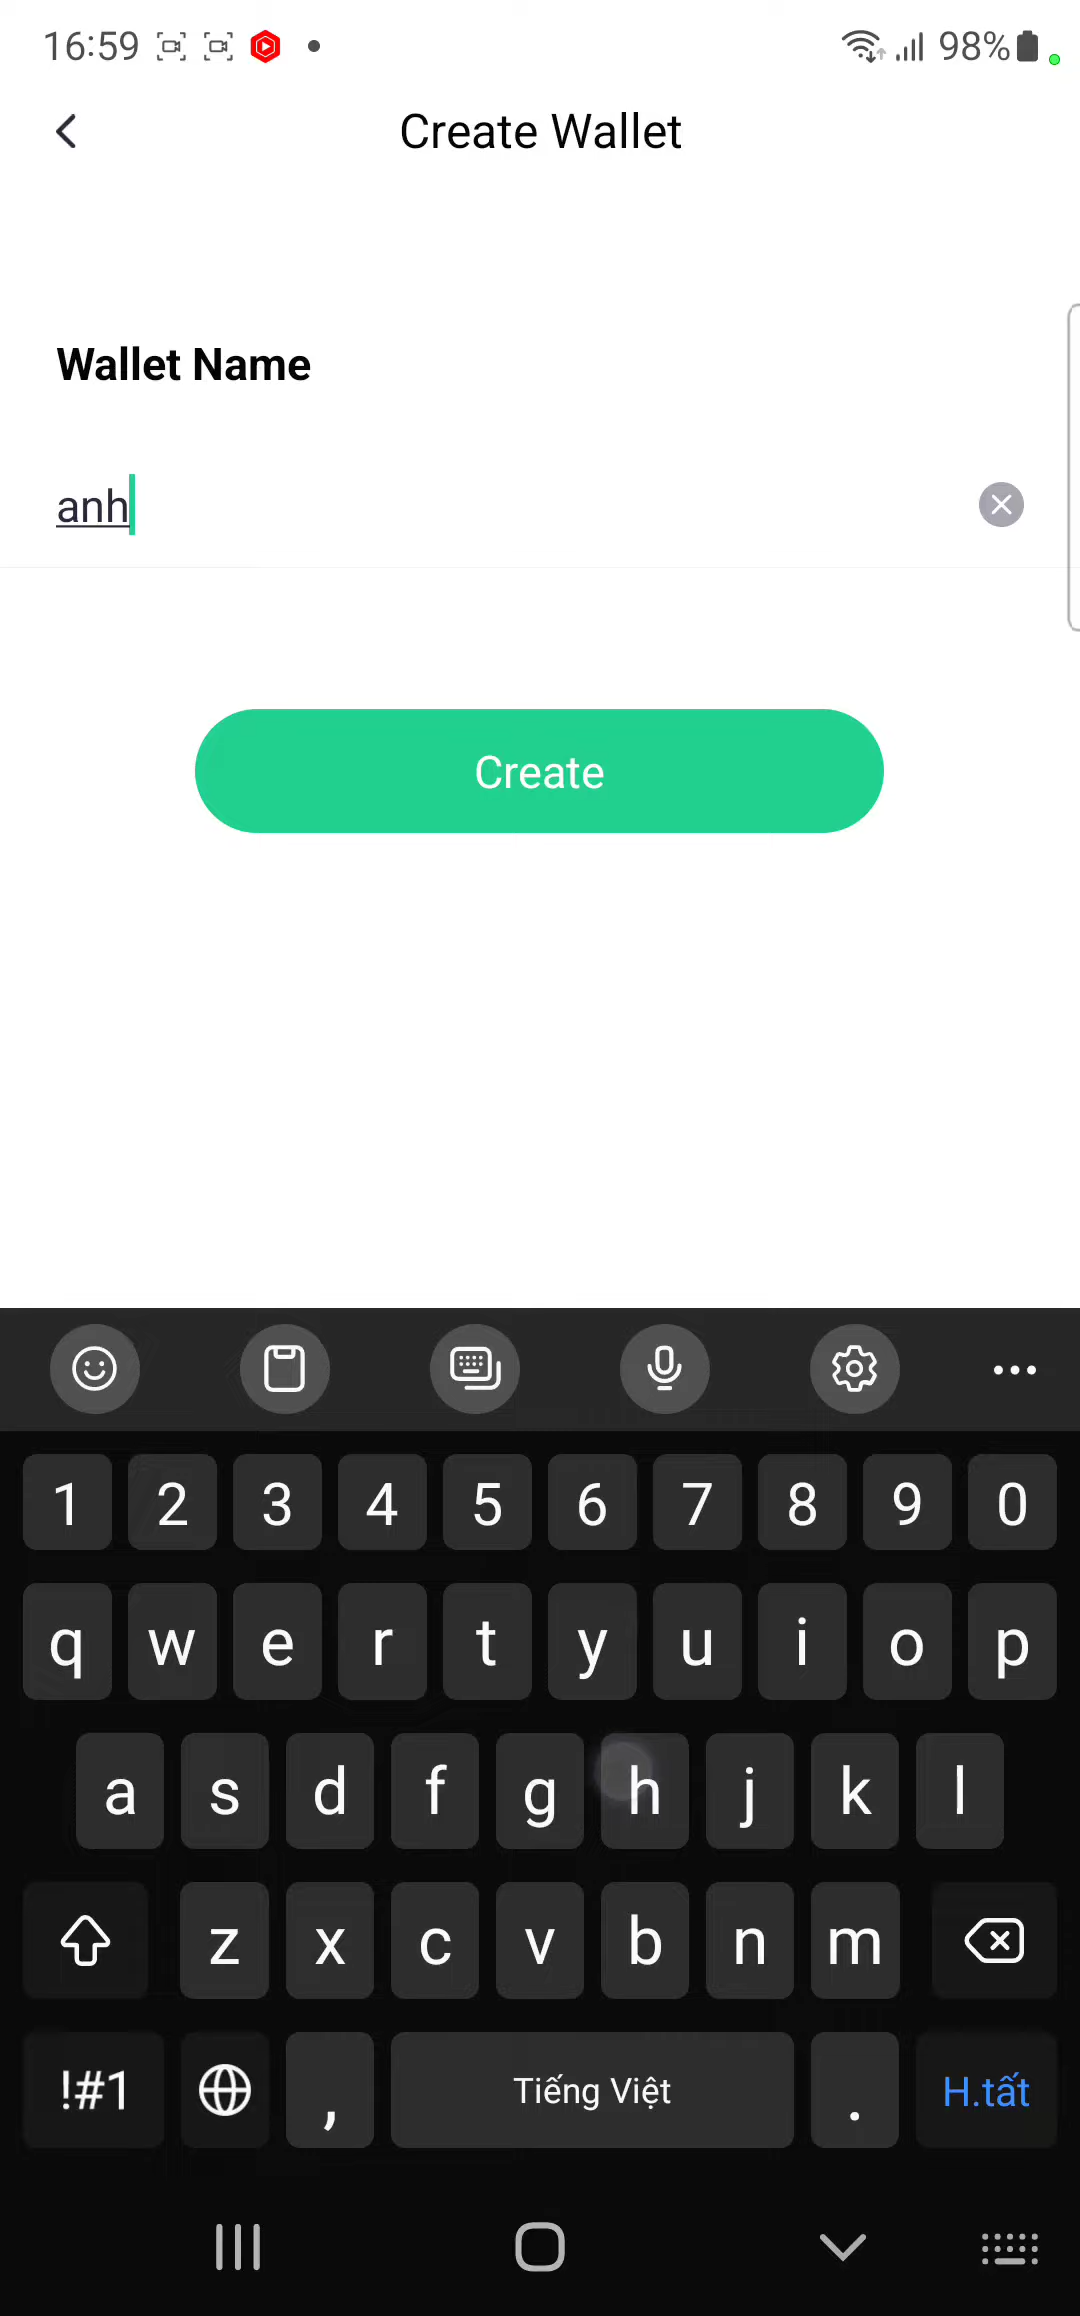 16:59 98%
Create Wallet
Wallet Name
anh
Create
1 2 3 4 5 6 7 8 9 0
q w e r t y u i o p
a s d f g h j k l
z x c v b n m
!#1 , Tiếng Việt . H.tất